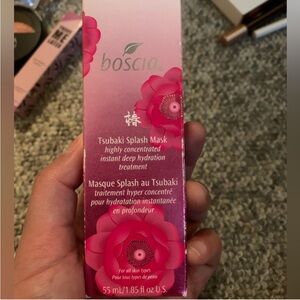 boscia
椿
Tsubaki Splash Mask
highly concentrated
instant deep hydration
treatment
Masque Splash au Tsubaki
traitement hyper concentré
pour hydratation instantanée
en profondeur
For all skin types
Pour tous types de peau
55 mL/1.85 fl oz U.S.